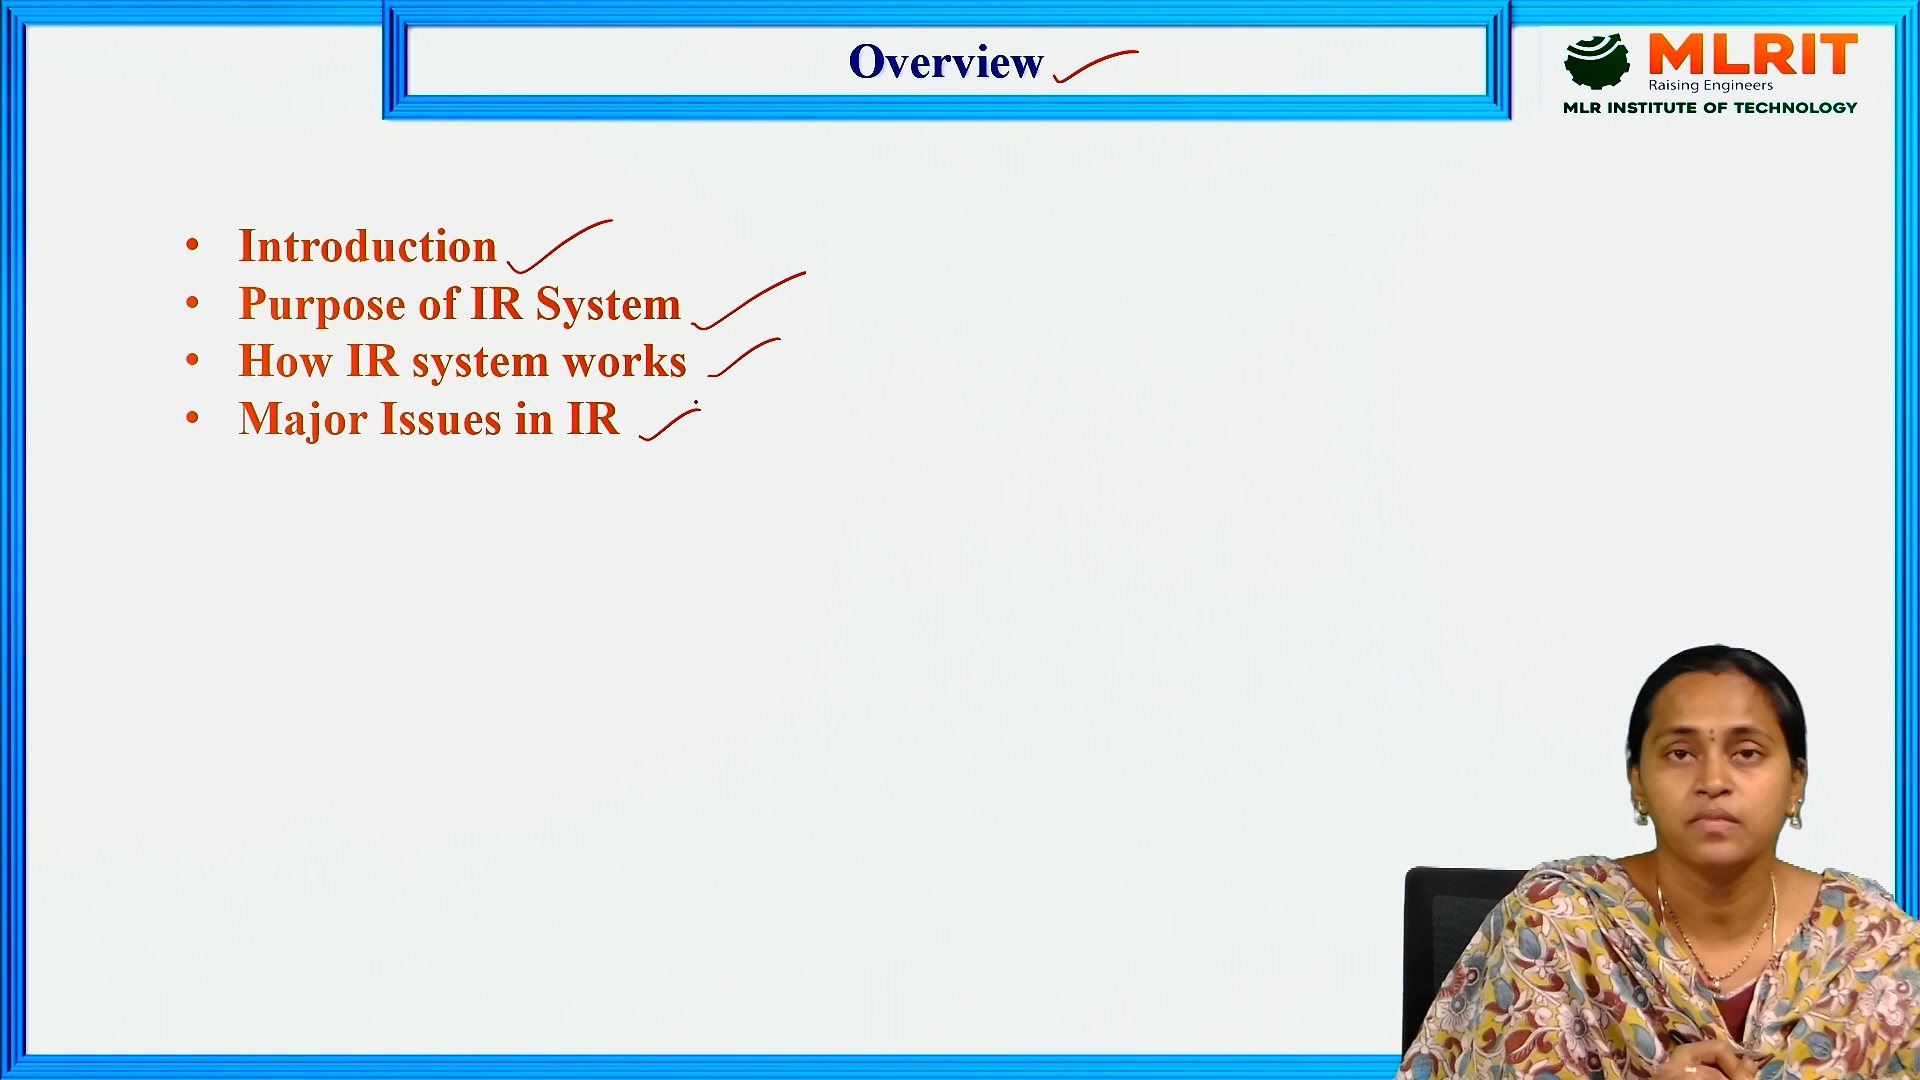 Overview
MLRIT
Raising Engineers
MLR INSTITUTE OF TECHNOLOGY
• Introduction
• Purpose of IR System
• How IR system works
• Major Issues in IR